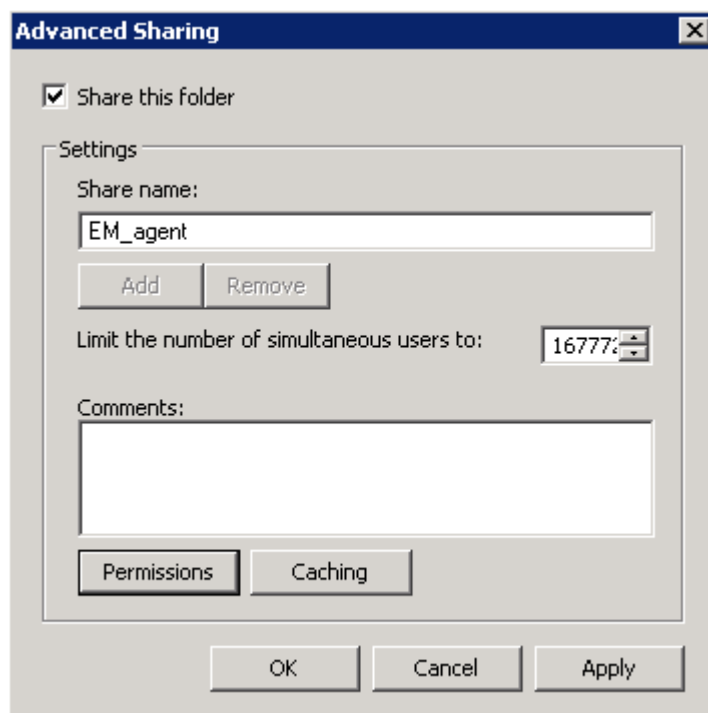 Advanced Sharing
Share this folder
Settings
Share name:
EM_agent
Add Remove
Limit the number of simultaneous users to: 16777
Comments:
Permissions Caching
OK Cancel Apply